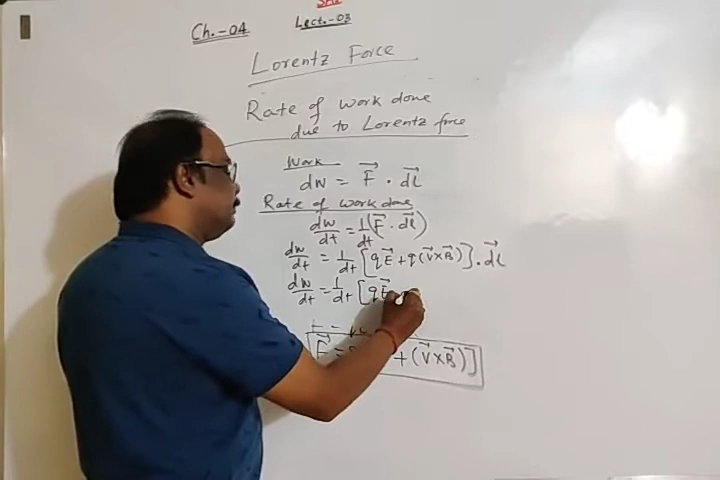 Ch.-04 Lect.-03
Lorentz Force
Rate of work done
due to Lorentz force
Work
dw = F⃗ . dl⃗
Rate of work done
dw/dt = 1/dt (F⃗ . dl⃗)
dw/dt = 1/dt [qE⃗ + q(V⃗ × B⃗)] . dl⃗
dw/dt = 1/dt [qE⃗
F⃗ = + (V⃗ × B⃗)]